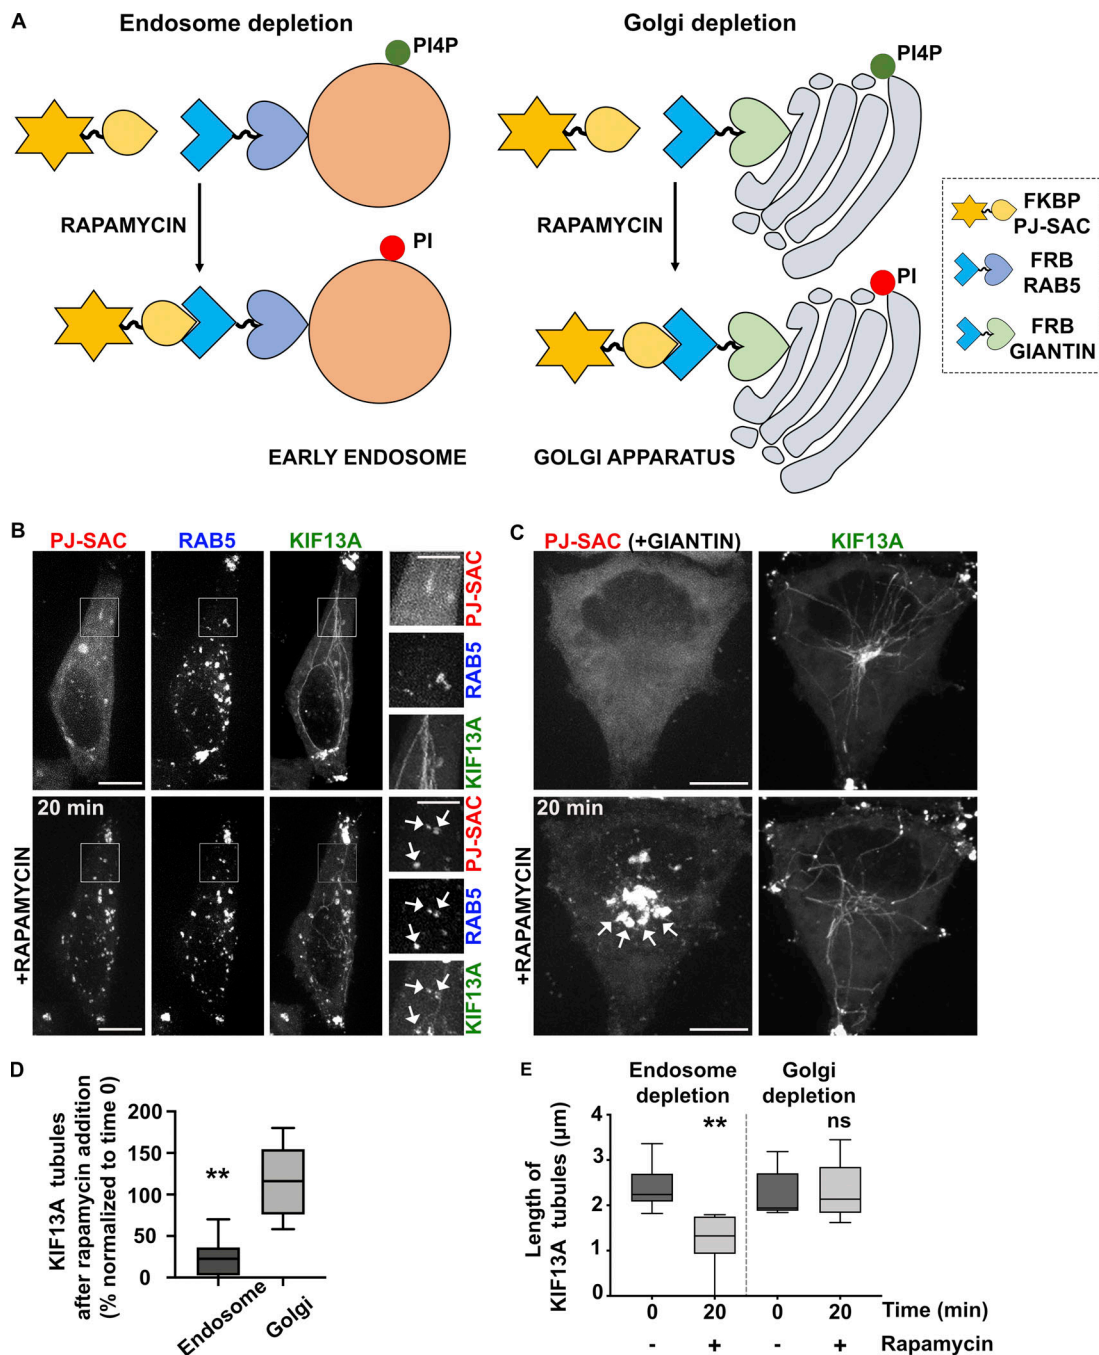 A
Endosome depletion
Golgi depletion
PI4P
PI4P
RAPAMYCIN
RAPAMYCIN
PI
PI
FKBP
PJ-SAC
FRB
RAB5
FRB
GIANTIN
EARLY ENDOSOME
GOLGI APPARATUS
B
PJ-SAC
RAB5
KIF13A
PJ-SAC
RAB5
KIF13A
+RAPAMYCIN
20 min
PJ-SAC
RAB5
KIF13A
C
PJ-SAC (+GIANTIN)
KIF13A
+RAPAMYCIN
20 min
D
KIF13A tubules
after rapamycin addition
(% normalized to time 0)
200
150
100
50
0
**
Endosome
Golgi
E
Endosome
depletion
Golgi
depletion
Length of
KIF13A tubules (μm)
4
3
2
1
0
**
ns
0 20 0 20 Time (min)
- + - + Rapamycin